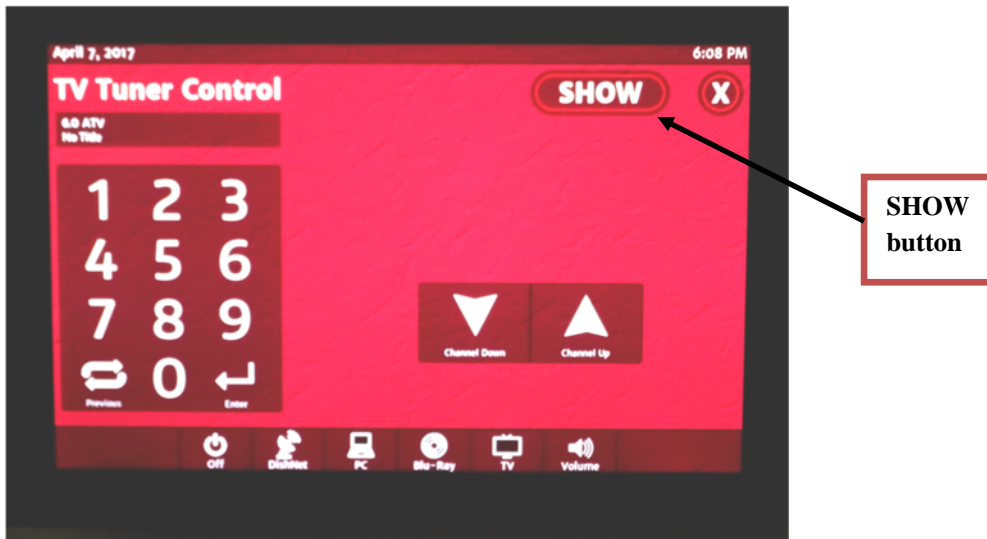 April 7, 2017 6:08 PM
TV Tuner Control SHOW X
6.0 ATV
No Title
1 2 3
4 5 6
7 8 9
0
Previous Enter
Channel Down Channel Up
Off DishNet PC Blu-Ray TV Volume
SHOW
button